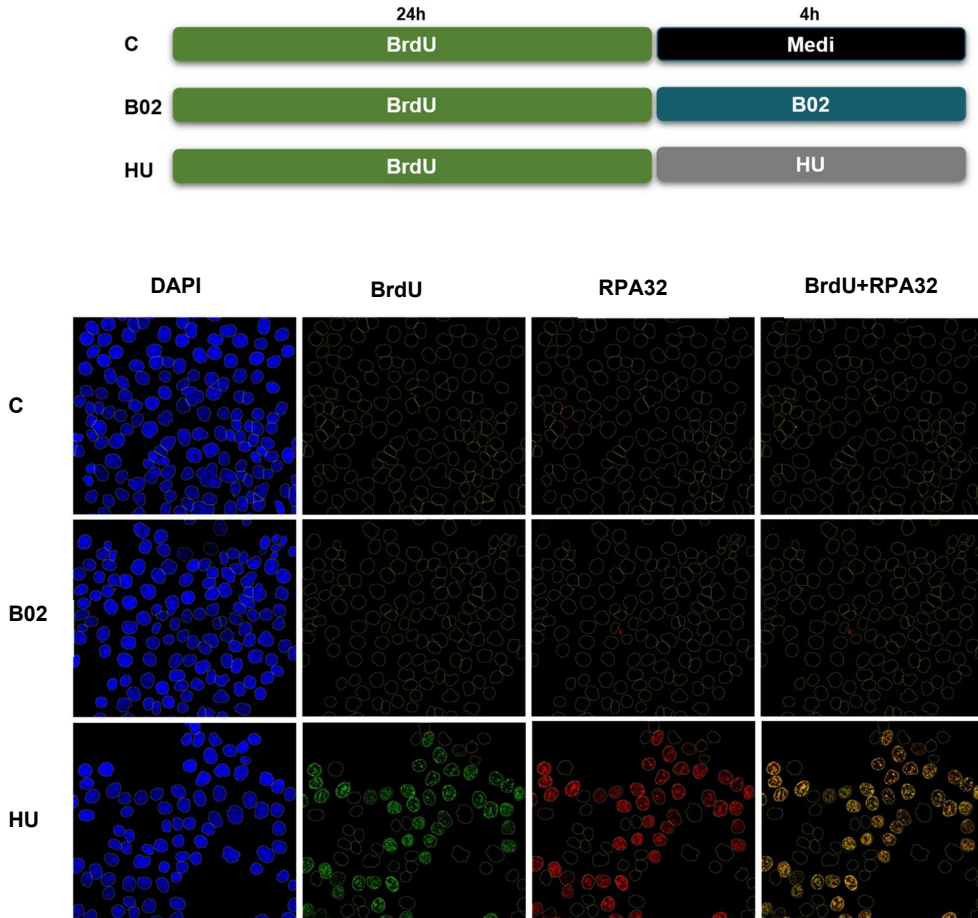 24h 4h
C BrdU Medi
B02 BrdU B02
HU BrdU HU
DAPI BrdU RPA32 BrdU+RPA32
C
B02
HU